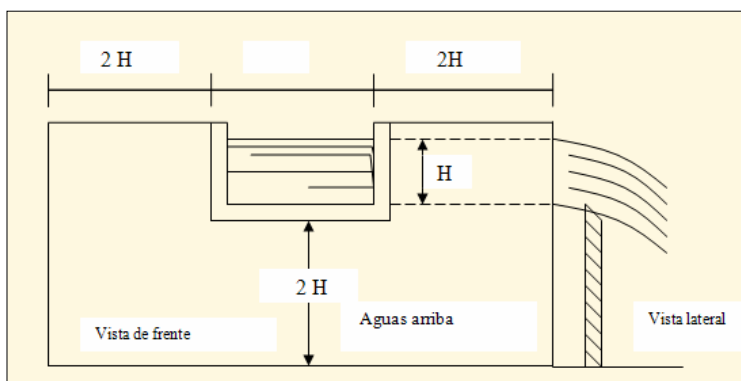 2 H
2H
H
2 H
Aguas arriba
Vista de frente
Vista lateral